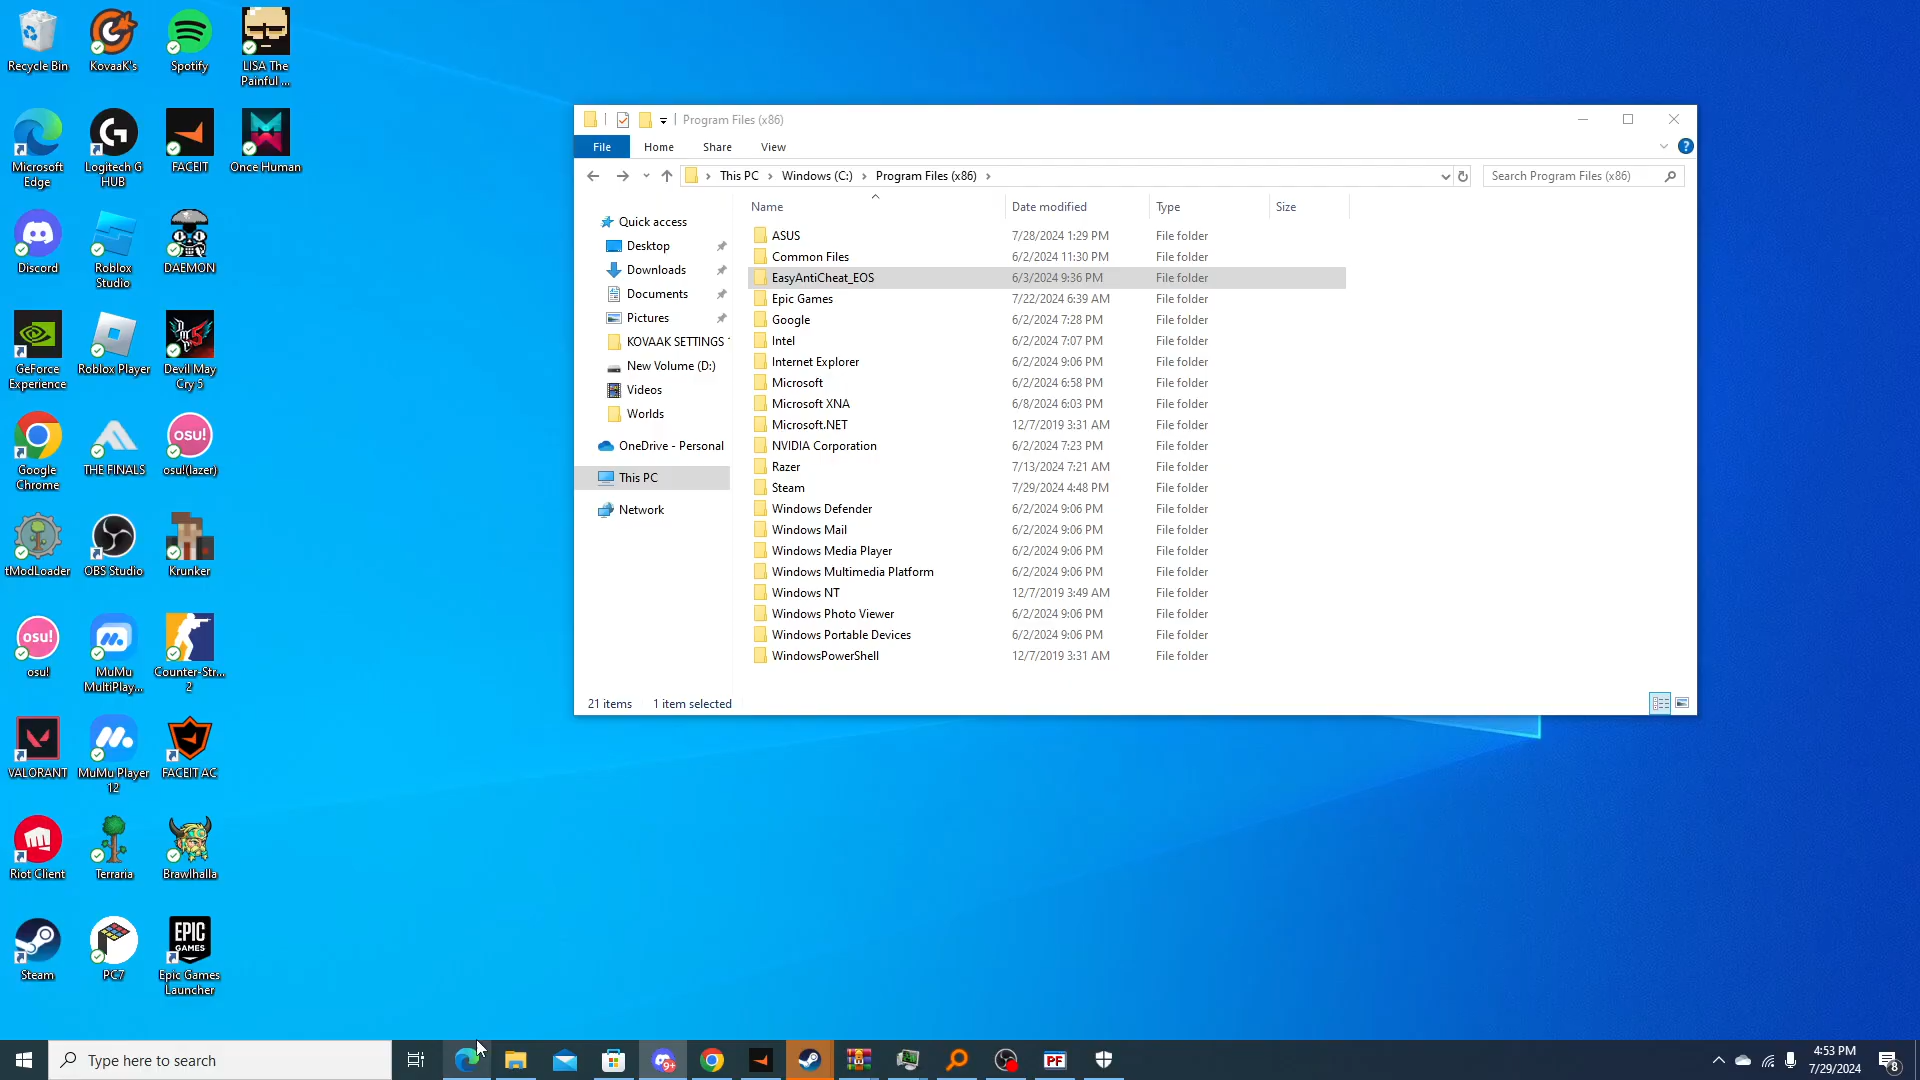 Recycle Bin
KovaaK's
Spotify
LISA The
Painful ...
Microsoft
Edge
Logitech G
HUB
FACEIT
Once Human
Discord
Roblox
Studio
DAEMON
GeForce
Experience
Roblox Player
Devil May
Cry 5
Google
Chrome
THE FINALS
osu!
osu!(lazer)
tModLoader
OBS Studio
Krunker
osu!
osu!
MuMu
MultiPlay...
Counter-Str...
2
VALORANT
MuMu Player
12
FACEIT AC
Riot Client
Terraria
Brawlhalla
Steam
PC7
EPIC
GAMES
Epic Games
Launcher
Program Files (x86)
File
Home
Share
View
This PC
Windows (C:)
Program Files (x86)
Search Program Files (x86)
Quick access
Desktop
Downloads
Documents
Pictures
KOVAAK SETTINGS
New Volume (D:)
Videos
Worlds
OneDrive - Personal
This PC
Network
Name Date modified Type Size
ASUS 7/28/2024 1:29 PM File folder
Common Files 6/2/2024 11:30 PM File folder
EasyAntiCheat_EOS 6/3/2024 9:36 PM File folder
Epic Games 7/22/2024 6:39 AM File folder
Google 6/2/2024 7:28 PM File folder
Intel 6/2/2024 7:07 PM File folder
Internet Explorer 6/2/2024 9:06 PM File folder
Microsoft 6/2/2024 6:58 PM File folder
Microsoft XNA 6/8/2024 6:03 PM File folder
Microsoft.NET 12/7/2019 3:31 AM File folder
NVIDIA Corporation 6/2/2024 7:23 PM File folder
Razer 7/13/2024 7:21 AM File folder
Steam 7/29/2024 4:48 PM File folder
Windows Defender 6/2/2024 9:06 PM File folder
Windows Mail 6/2/2024 9:06 PM File folder
Windows Media Player 6/2/2024 9:06 PM File folder
Windows Multimedia Platform 6/2/2024 9:06 PM File folder
Windows NT 12/7/2019 3:49 AM File folder
Windows Photo Viewer 6/2/2024 9:06 PM File folder
Windows Portable Devices 6/2/2024 9:06 PM File folder
WindowsPowerShell 12/7/2019 3:31 AM File folder
21 items 1 item selected
Type here to search
9+
PF
4:53 PM
7/29/2024
8